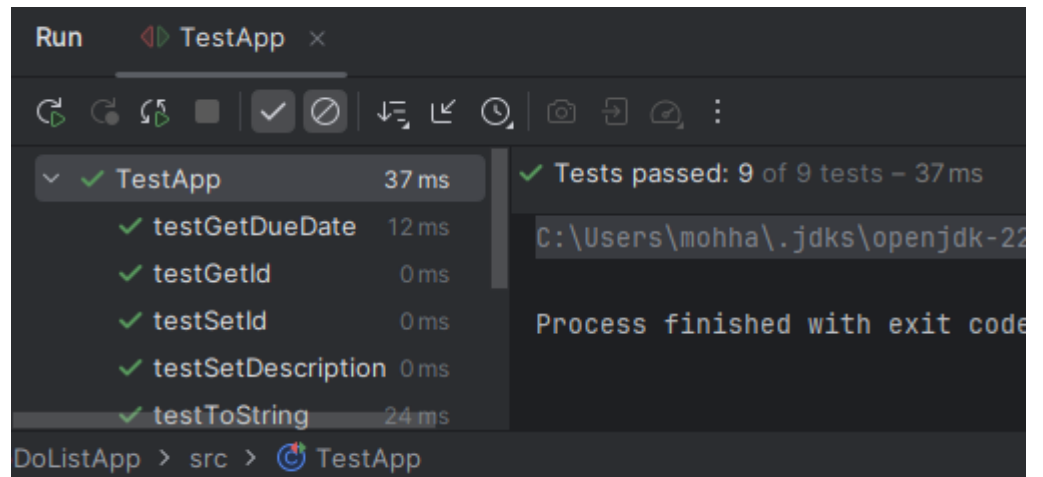 Run TestApp
TestApp 37 ms
testGetDueDate 12 ms
testGetId 0 ms
testSetId 0 ms
testSetDescription 0 ms
testToString 24 ms
Tests passed: 9 of 9 tests – 37 ms
C:\Users\mohha\.jdks\openjdk-22
Process finished with exit code
DoListApp > src > TestApp